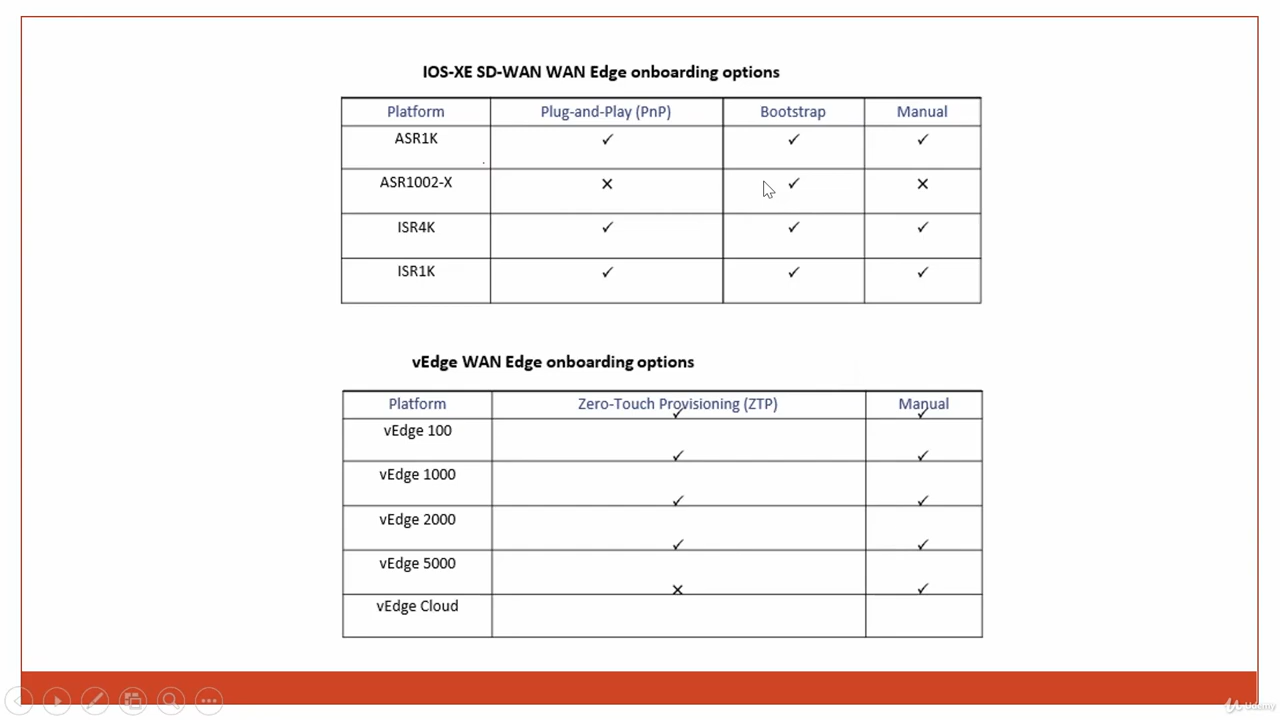 IOS-XE SD-WAN WAN Edge onboarding options
Platform Plug-and-Play (PnP) Bootstrap Manual
ASR1K ✓ ✓ ✓
ASR1002-X ✕ ✓ ✕
ISR4K ✓ ✓ ✓
ISR1K ✓ ✓ ✓
vEdge WAN Edge onboarding options
Platform Zero-Touch Provisioning (ZTP) Manual
✓ ✓
vEdge 100
✓ ✓
vEdge 1000
✓ ✓
vEdge 2000
✓ ✓
vEdge 5000
✕ ✓
vEdge Cloud
Udemy